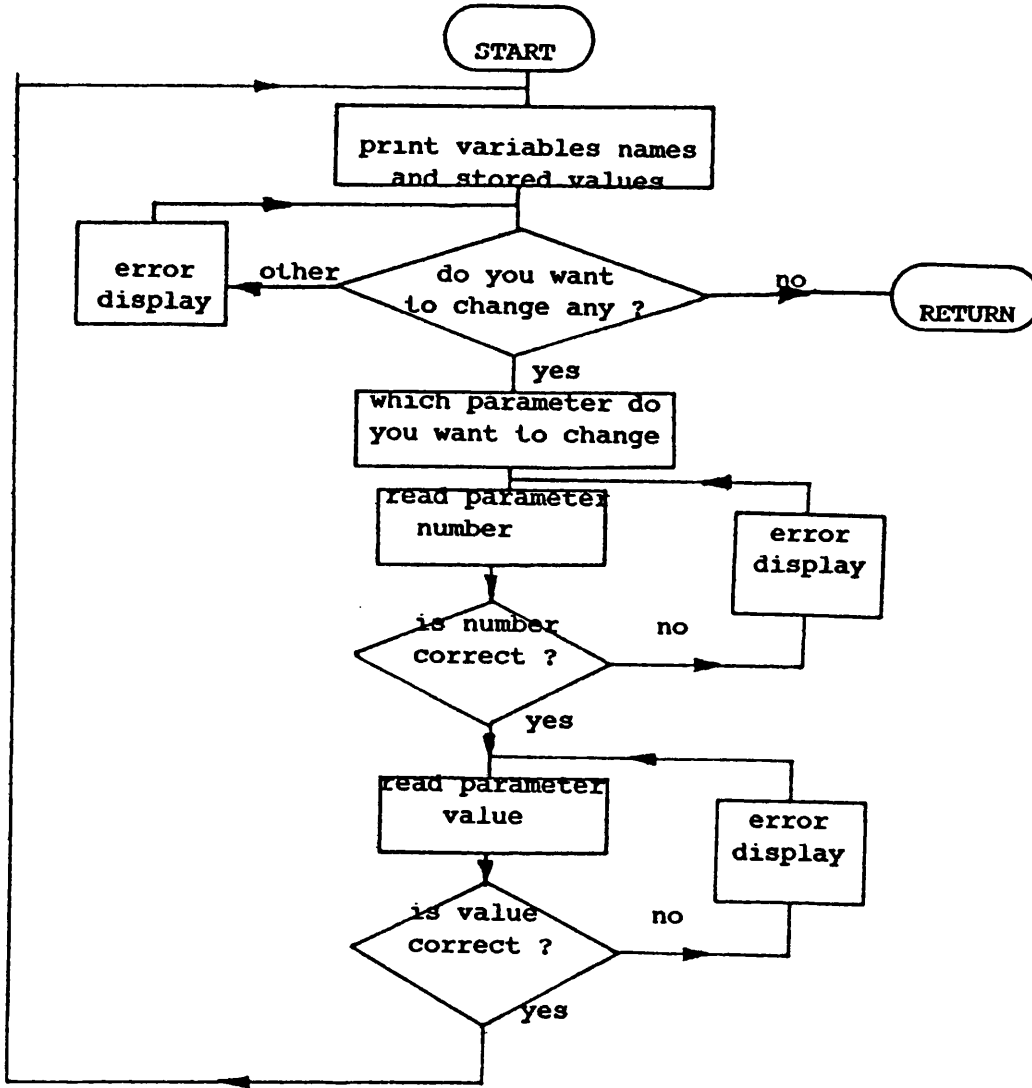 START
print variables names
and stored values
error
display
other
do you want
to change any ?
no
RETURN
yes
which parameter do
you want to change
read parameter
number
error
display
is number
correct ?
no
yes
read parameter
value
error
display
is value
correct ?
no
yes